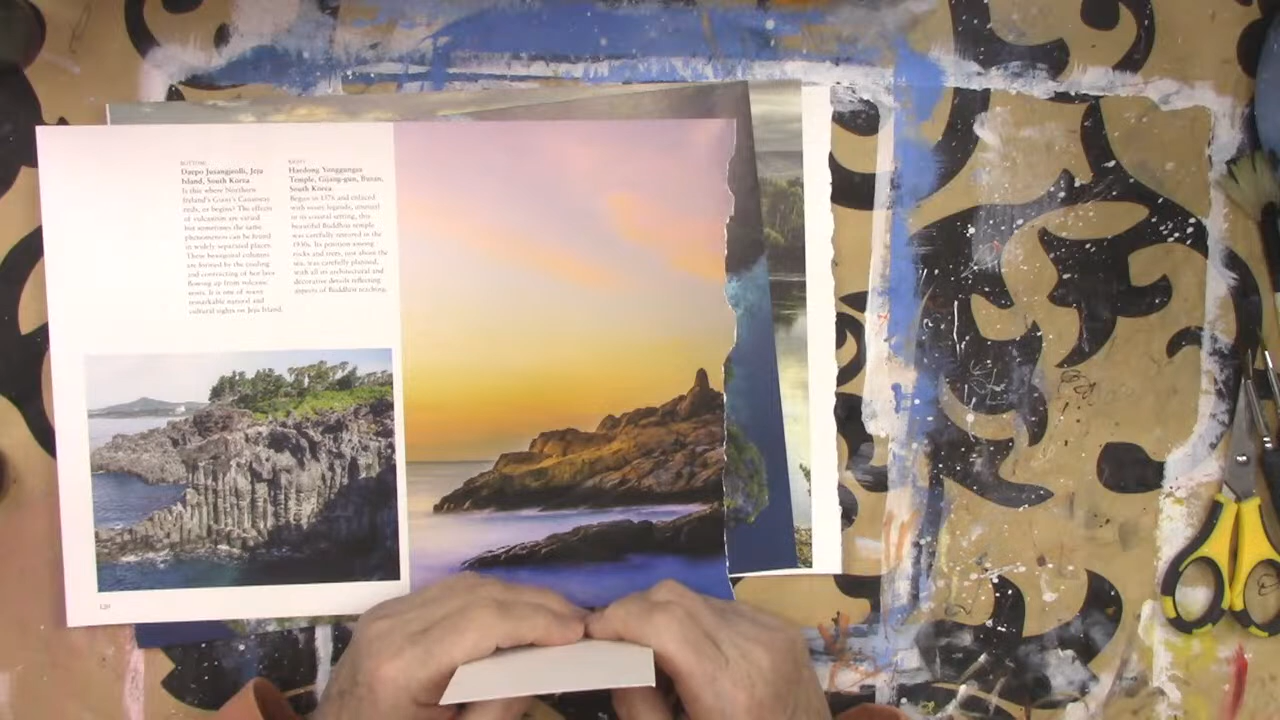 BOTTOM
Daepo Jusangjeolli, Jeju
Island, South Korea
Is this where Northern
Ireland's Giant's Causeway
ends, or begins? The effects
of vulcanism are varied
but sometimes the same
phenomenon can be found
in widely separated places.
These hexagonal columns
are formed by the cooling
and contracting of hot lava
flowing up from volcanic
vents. It is one of many
remarkable natural and
cultural sights on Jeju Island.
RIGHT
Haedong Yonggungsa
Temple, Gijang-gun, Busan,
South Korea
Begun in 1376 and enlaced
with many legends, unusual
in its coastal setting, this
beautiful Buddhist temple
was carefully restored in the
1930s. Its position among
rocks and trees, just above the
sea, was carefully planned,
with all its architectural and
decorative details reflecting
aspects of Buddhist teaching.
120